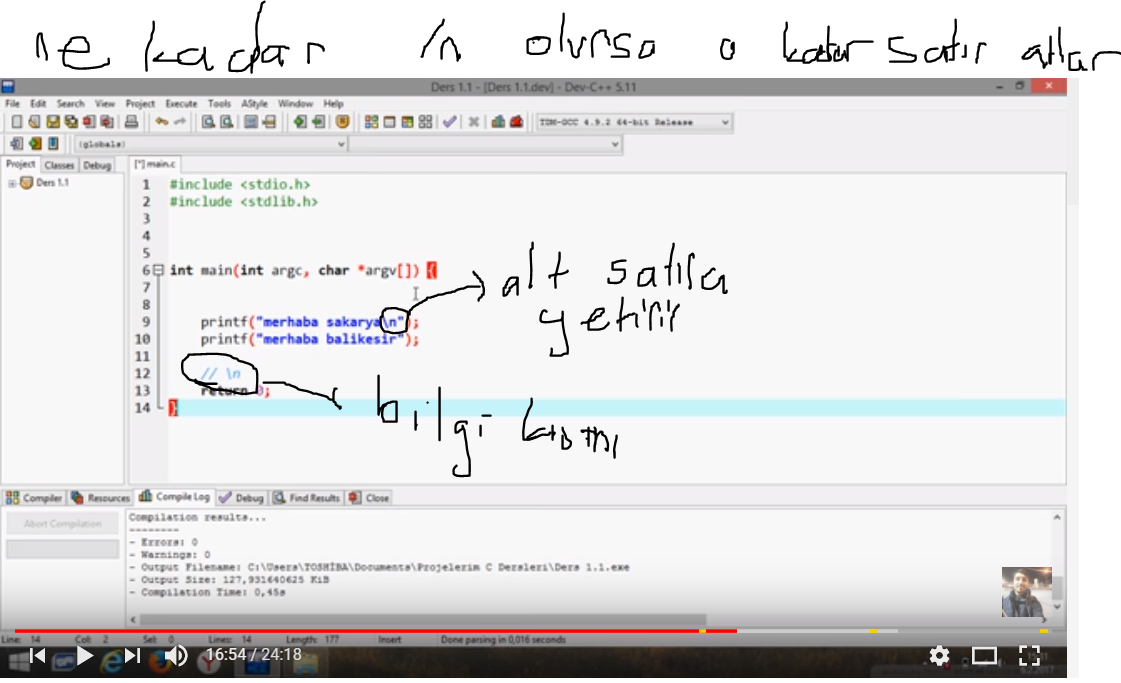 ne kadar \n olursa o kadar satır atlar
Ders 1.1 - [Ders 1.1.dev] - Dev-C++ 5.11
File Edit Search View Project Execute Tools AStyle Window Help
TDM-GCC 4.9.2 64-bit Release
(globals)
Project Classes Debug
[*] main.c
Ders 1.1
1 #include <stdio.h>
2 #include <stdlib.h>
3
4
5
6 int main(int argc, char *argv[]) {
7
8
9 printf("merhaba sakarya\n");
10 printf("merhaba balikesir");
11
12 // \n
13 return 0;
14 }
alt satıra
getirir
bilgi kısmı
Compiler Resources Compile Log Debug Find Results Close
Abort Compilation
Compilation results...
--------
- Errors: 0
- Warnings: 0
- Output Filename: C:\Users\TOSHİBA\Documents\Projelerim C Dersleri\Ders 1.1.exe
- Output Size: 127,931640625 KiB
- Compilation Time: 0,45s
Line: 14 Col: 2 Sel: 0 Lines: 14 Length: 177 Insert Done parsing in 0,016 seconds
16:54 / 24:18